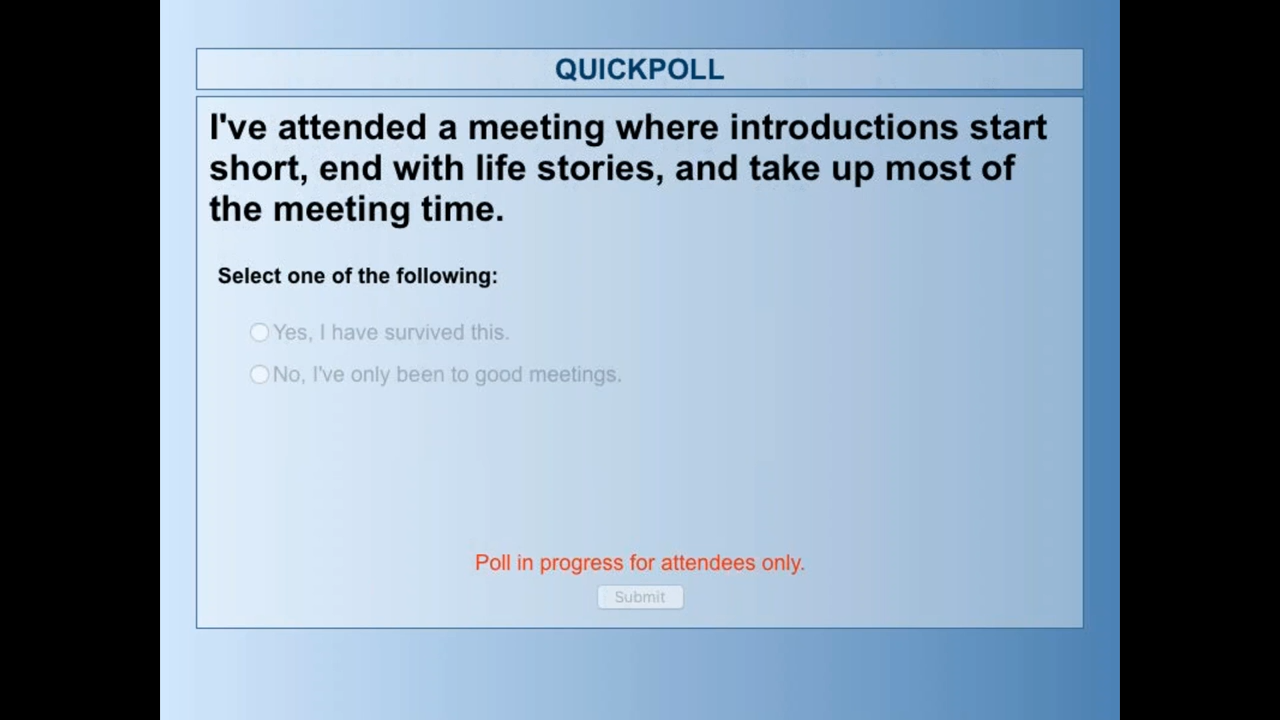 QUICKPOLL
I've attended a meeting where introductions start
short, end with life stories, and take up most of
the meeting time.
Select one of the following:
Yes, I have survived this.
No, I've only been to good meetings.
Poll in progress for attendees only.
Submit